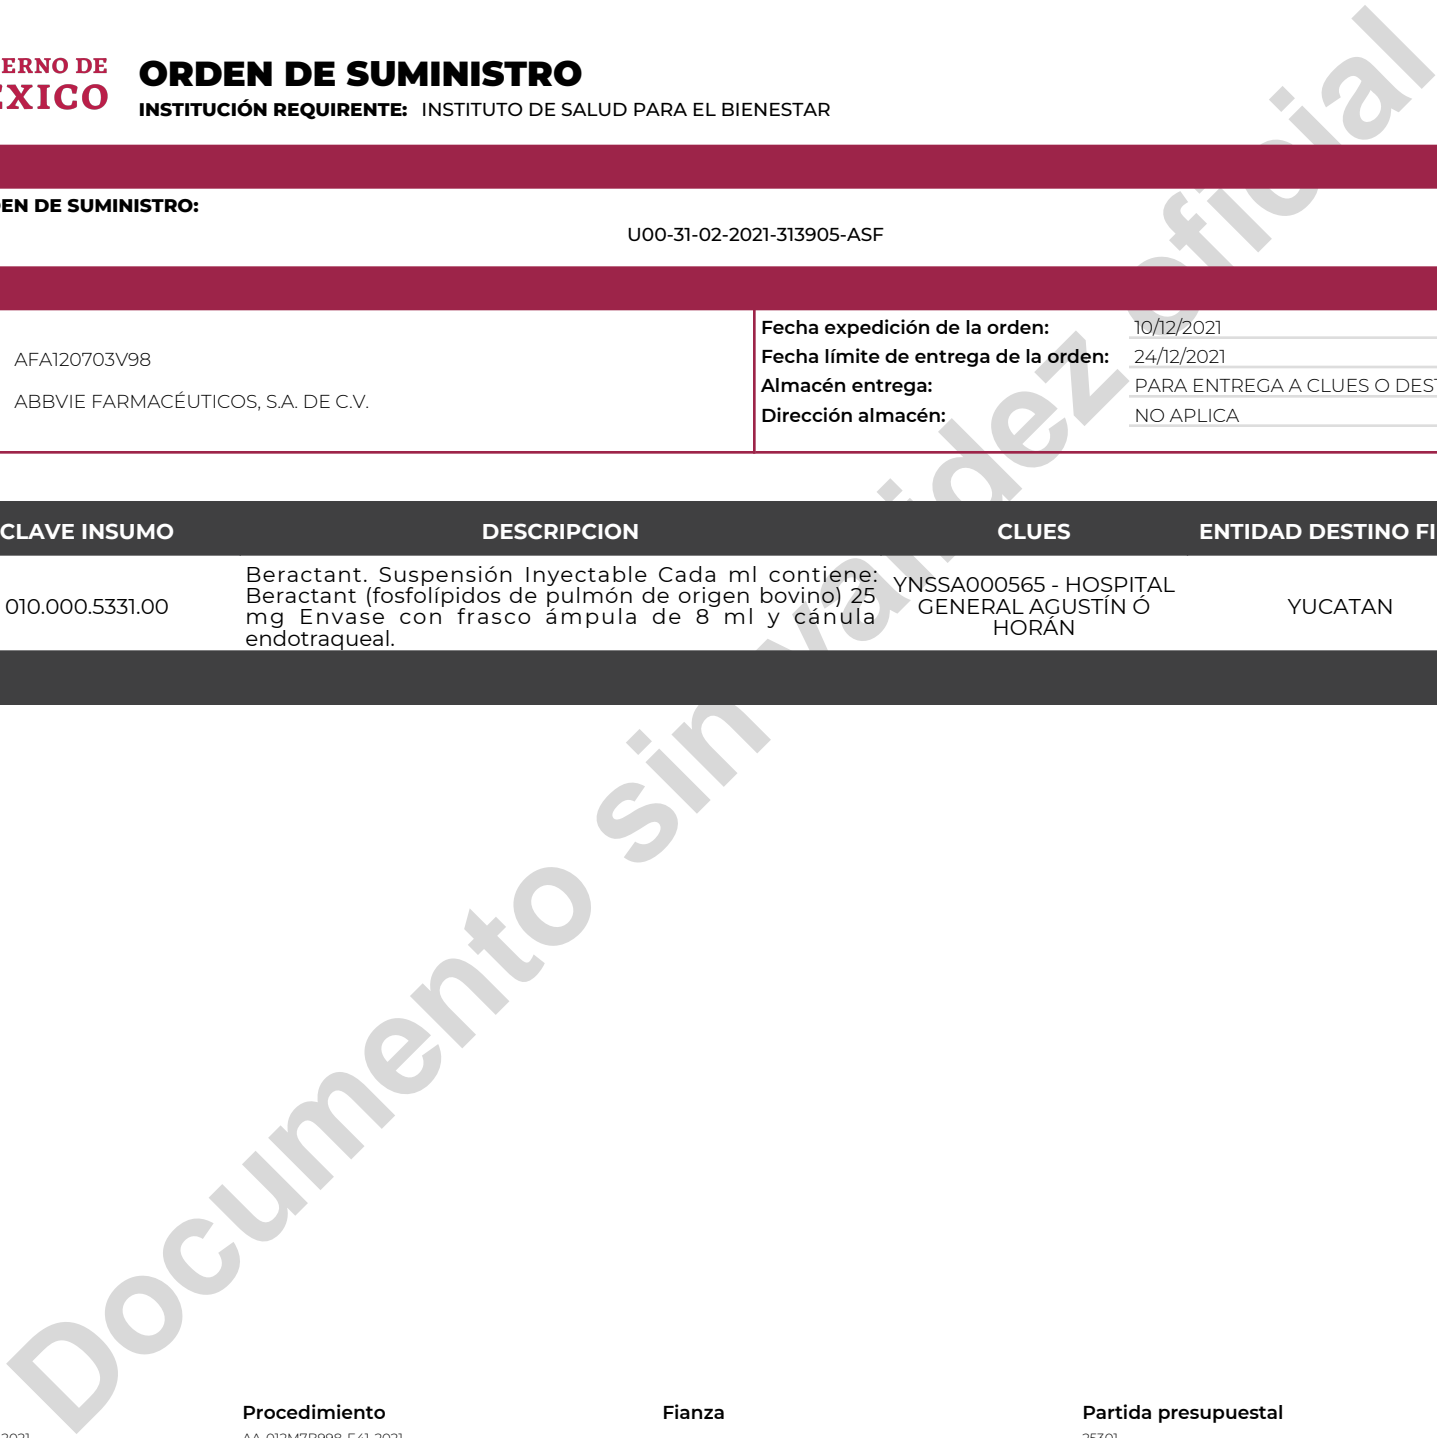 ERNO DE
EXICO
ORDEN DE SUMINISTRO
INSTITUCIÓN REQUIRENTE: INSTITUTO DE SALUD PARA EL BIENESTAR
EN DE SUMINISTRO:
U00-31-02-2021-313905-ASF
AFA120703V98
ABBVIE FARMACÉUTICOS, S.A. DE C.V.
Fecha expedición de la orden: 10/12/2021
Fecha límite de entrega de la orden: 24/12/2021
Almacén entrega: PARA ENTREGA A CLUES O DEST
Dirección almacén: NO APLICA
CLAVE INSUMO DESCRIPCION CLUES ENTIDAD DESTINO FI
010.000.5331.00
Beractant. Suspensión Inyectable Cada ml contiene:
Beractant (fosfolípidos de pulmón de origen bovino) 25
mg Envase con frasco ámpula de 8 ml y cánula
endotraqueal.
YNSSA000565 - HOSPITAL
GENERAL AGUSTÍN Ó
HORÁN
YUCATAN
Documento sin validez oficial
Procedimiento Fianza Partida presupuestal